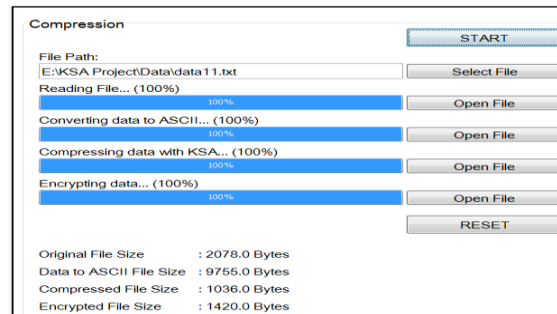 Compression
START
File Path:
E:\KSA Project\Data\data11.txt
Select File
Reading File... (100%)
100%
Open File
Converting data to ASCII... (100%)
100%
Open File
Compressing data with KSA... (100%)
100%
Open File
Encrypting data... (100%)
100%
Open File
RESET
Original File Size : 2078.0 Bytes
Data to ASCII File Size : 9755.0 Bytes
Compressed File Size : 1036.0 Bytes
Encrypted File Size : 1420.0 Bytes